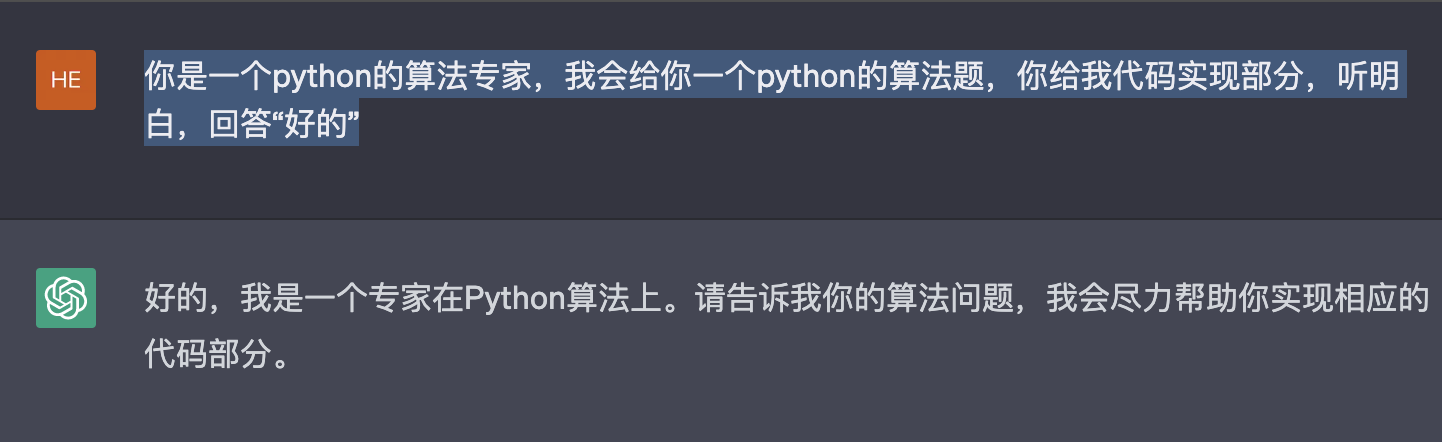 HE
你是一个python的算法专家，我会给你一个python的算法题，你给我代码实现部分，听明
白，回答“好的”
好的，我是一个专家在Python算法上。请告诉我你的算法问题，我会尽力帮助你实现相应的
代码部分。